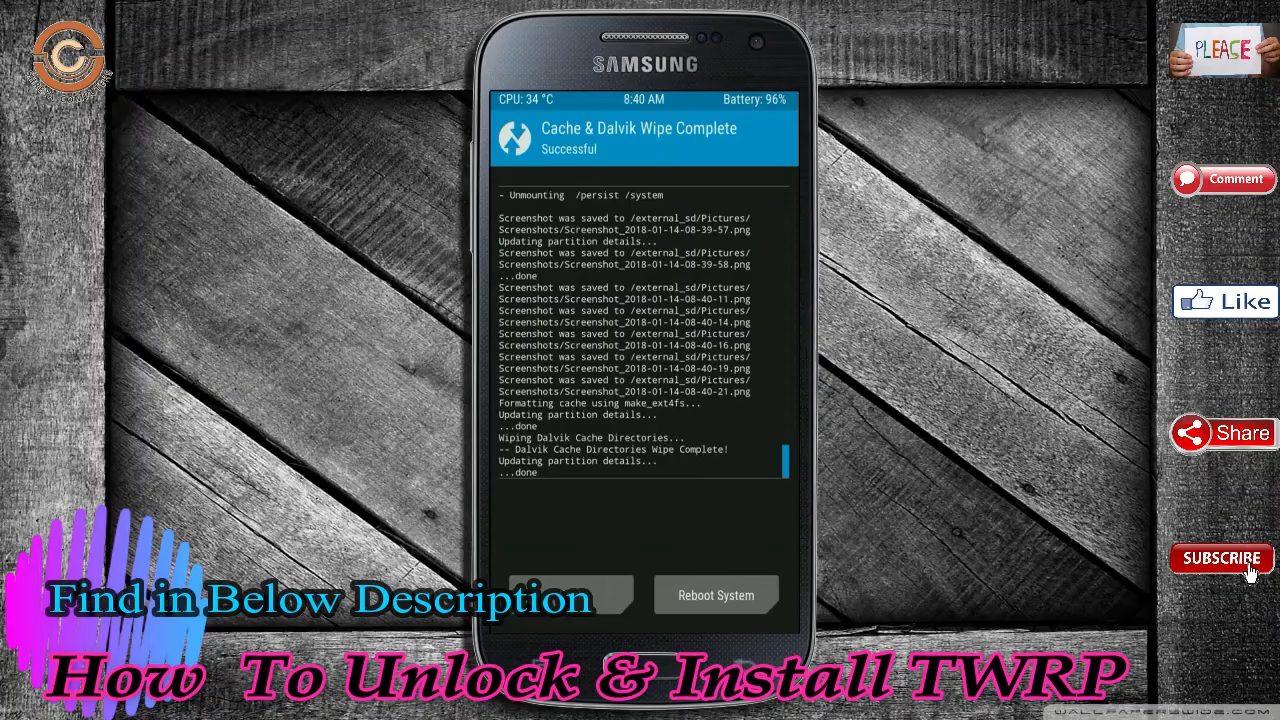 PLEASE
SAMSUNG
CPU: 34 °C 8:40 AM Battery: 96%
Cache & Dalvik Wipe Complete
Successful
- Unmounting /persist /system
Screenshot was saved to /external_sd/Pictures/
Screenshots/Screenshot_2018-01-14-08-39-57.png
Updating partition details...
Screenshot was saved to /external_sd/Pictures/
Screenshots/Screenshot_2018-01-14-08-39-58.png
...done
Screenshot was saved to /external_sd/Pictures/
Screenshots/Screenshot_2018-01-14-08-40-11.png
Screenshot was saved to /external_sd/Pictures/
Screenshots/Screenshot_2018-01-14-08-40-14.png
Screenshot was saved to /external_sd/Pictures/
Screenshots/Screenshot_2018-01-14-08-40-16.png
Screenshot was saved to /external_sd/Pictures/
Screenshots/Screenshot_2018-01-14-08-40-19.png
Screenshot was saved to /external_sd/Pictures/
Screenshots/Screenshot_2018-01-14-08-40-21.png
Formatting cache using make_ext4fs...
Updating partition details...
...done
Wiping Dalvik Cache Directories...
-- Dalvik Cache Directories Wipe Complete!
Updating partition details...
...done
Reboot System
Comment
Like
Share
SUBSCRIBE
Find in Below Description
How To Unlock & Install TWRP